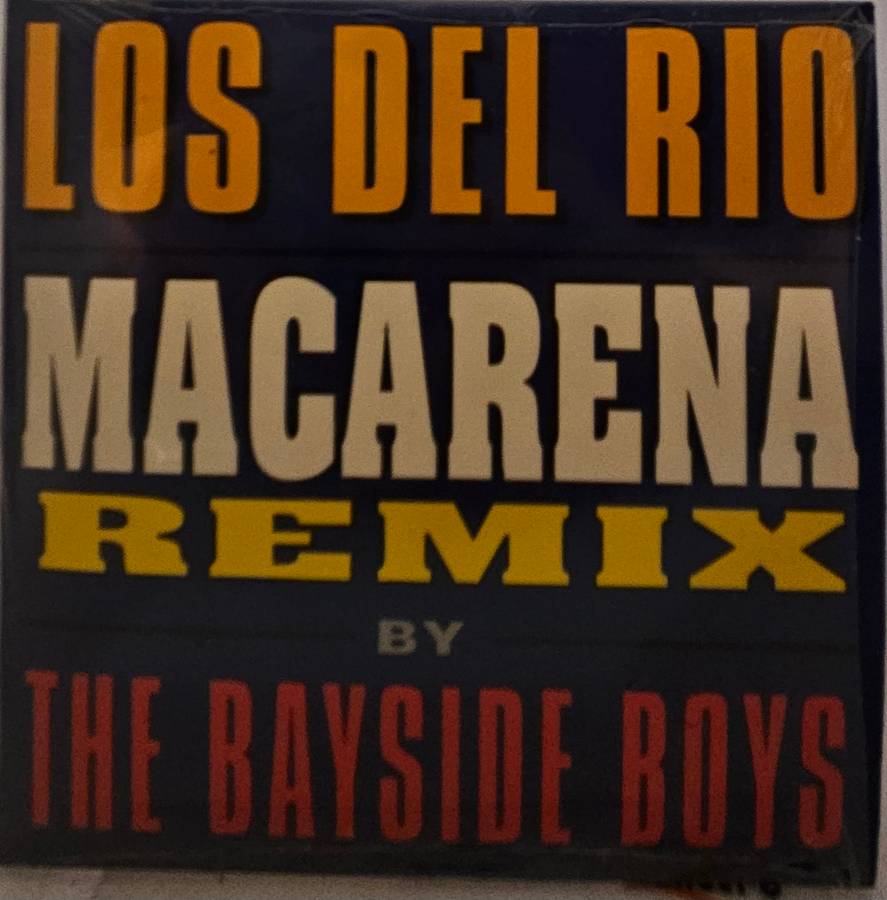 LOS DEL RIO
MACARENA
REMIX
BY
THE BAYSIDE BOYS